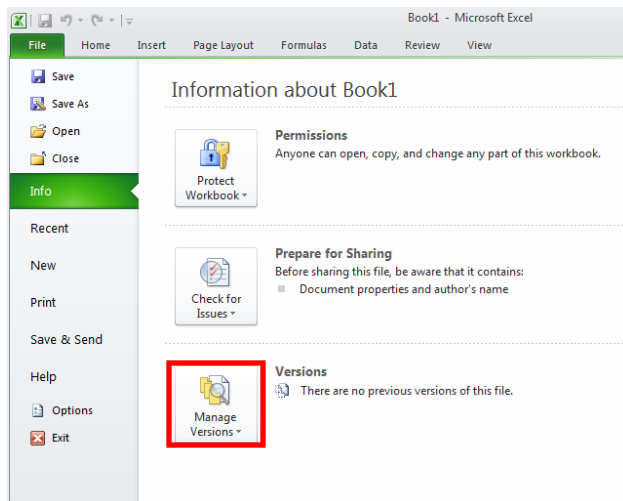 Book1 - Microsoft Excel
File Home Insert Page Layout Formulas Data Review View
Save
Save As
Open
Close
Info
Recent
New
Print
Save & Send
Help
Options
Exit
Information about Book1
Protect
Workbook
Permissions
Anyone can open, copy, and change any part of this workbook.
Check for
Issues
Prepare for Sharing
Before sharing this file, be aware that it contains:
Document properties and author's name
Manage
Versions
Versions
There are no previous versions of this file.